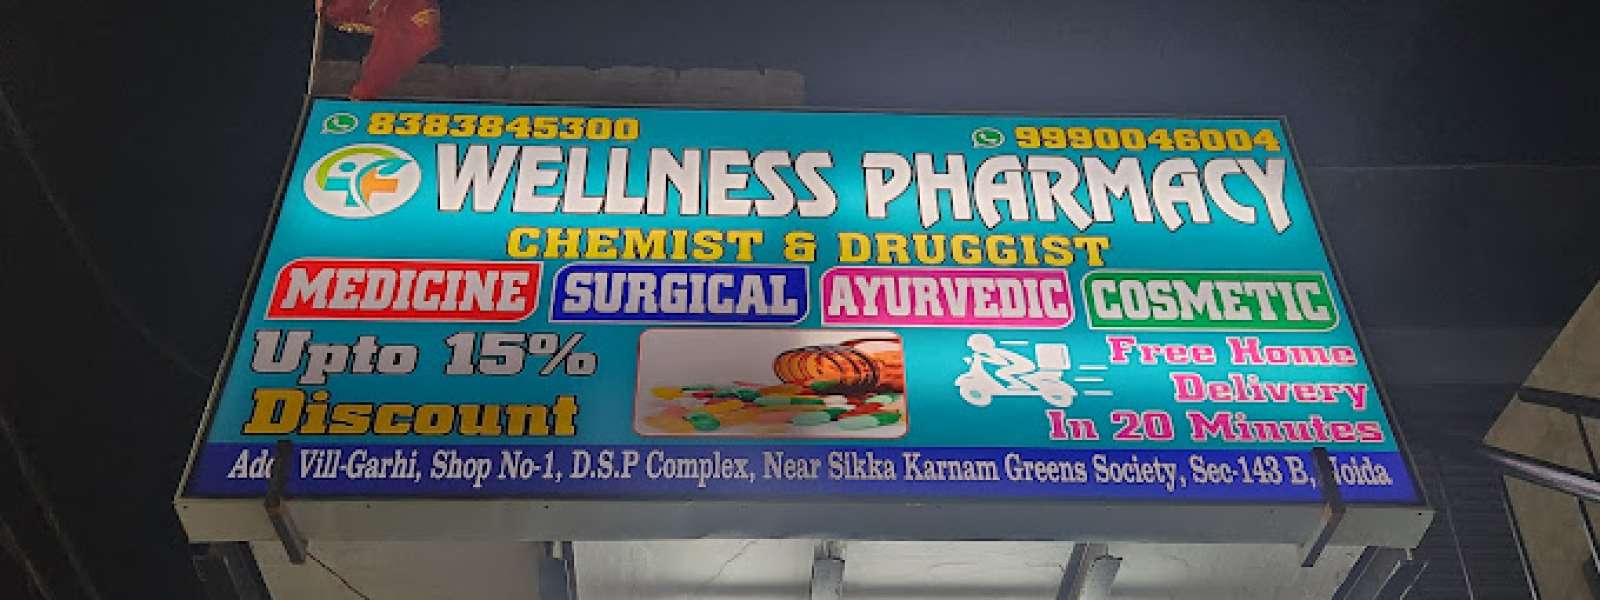 8383845300 9990046004
WELLNESS PHARMACY
CHEMIST & DRUGGIST
MEDICINE SURGICAL AYURVEDIC COSMETIC
Upto 15%
Discount
Free Home
Delivery
In 20 Minutes
Vill-Garhi, Shop No-1, D.S.P Complex, Near Sikka Karnam Greens Society, Sec-143 B, Noida